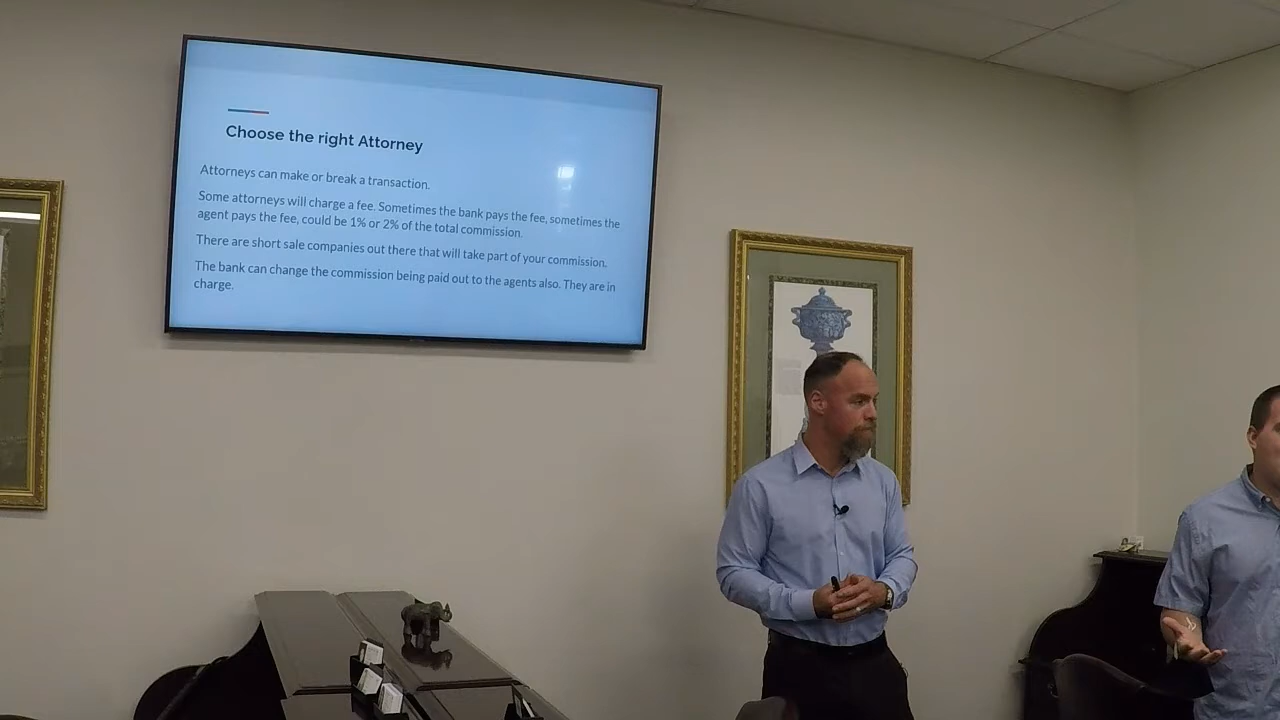 Choose the right Attorney
Attorneys can make or break a transaction.
Some attorneys will charge a fee. Sometimes the bank pays the fee, sometimes the
agent pays the fee, could be 1% or 2% of the total commission.
There are short sale companies out there that will take part of your commission.
The bank can change the commission being paid out to the agents also. They are in
charge.